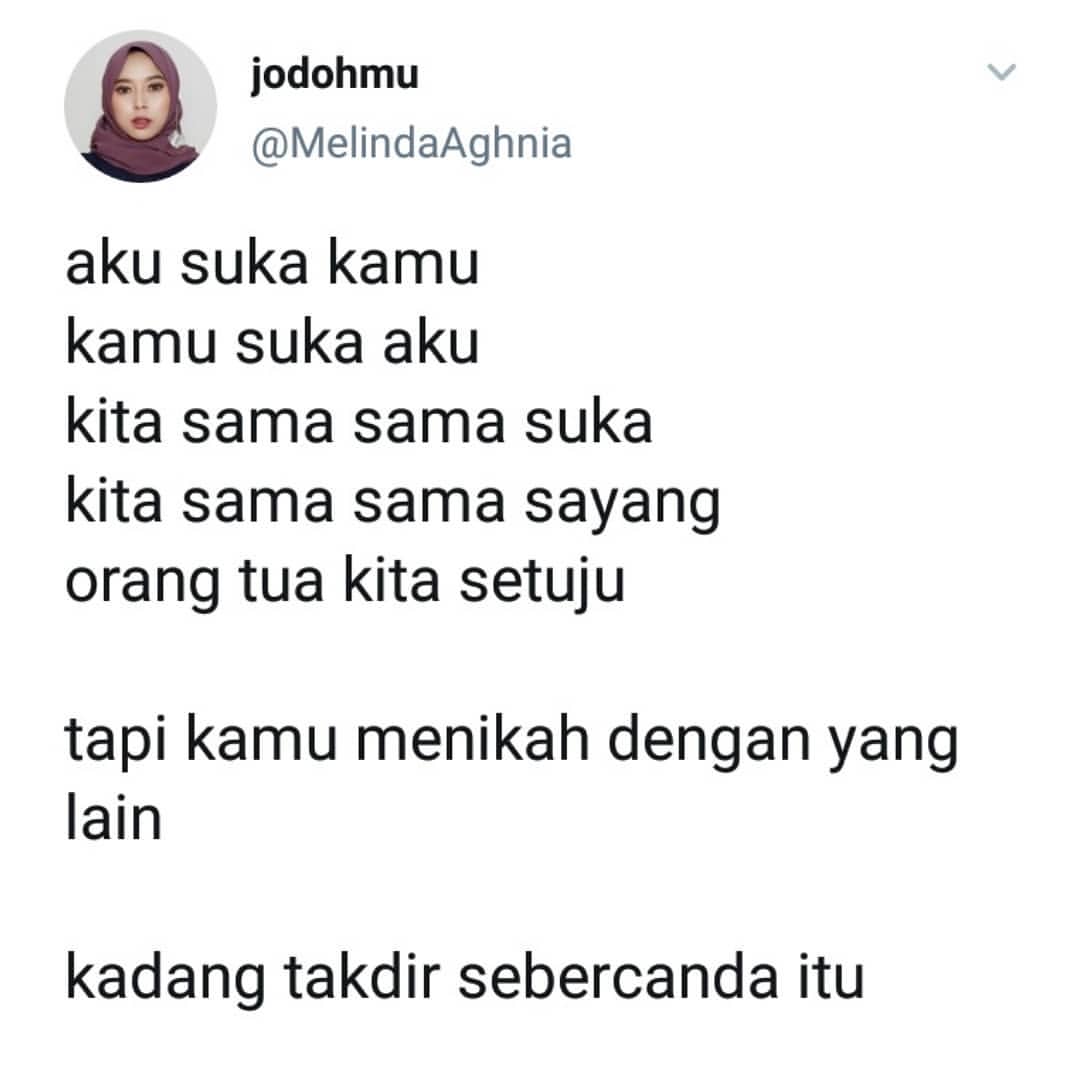 jodohmu
@MelindaAghnia
aku suka kamu
kamu suka aku
kita sama sama suka
kita sama sama sayang
orang tua kita setuju
tapi kamu menikah dengan yang
lain
kadang takdir sebercanda itu